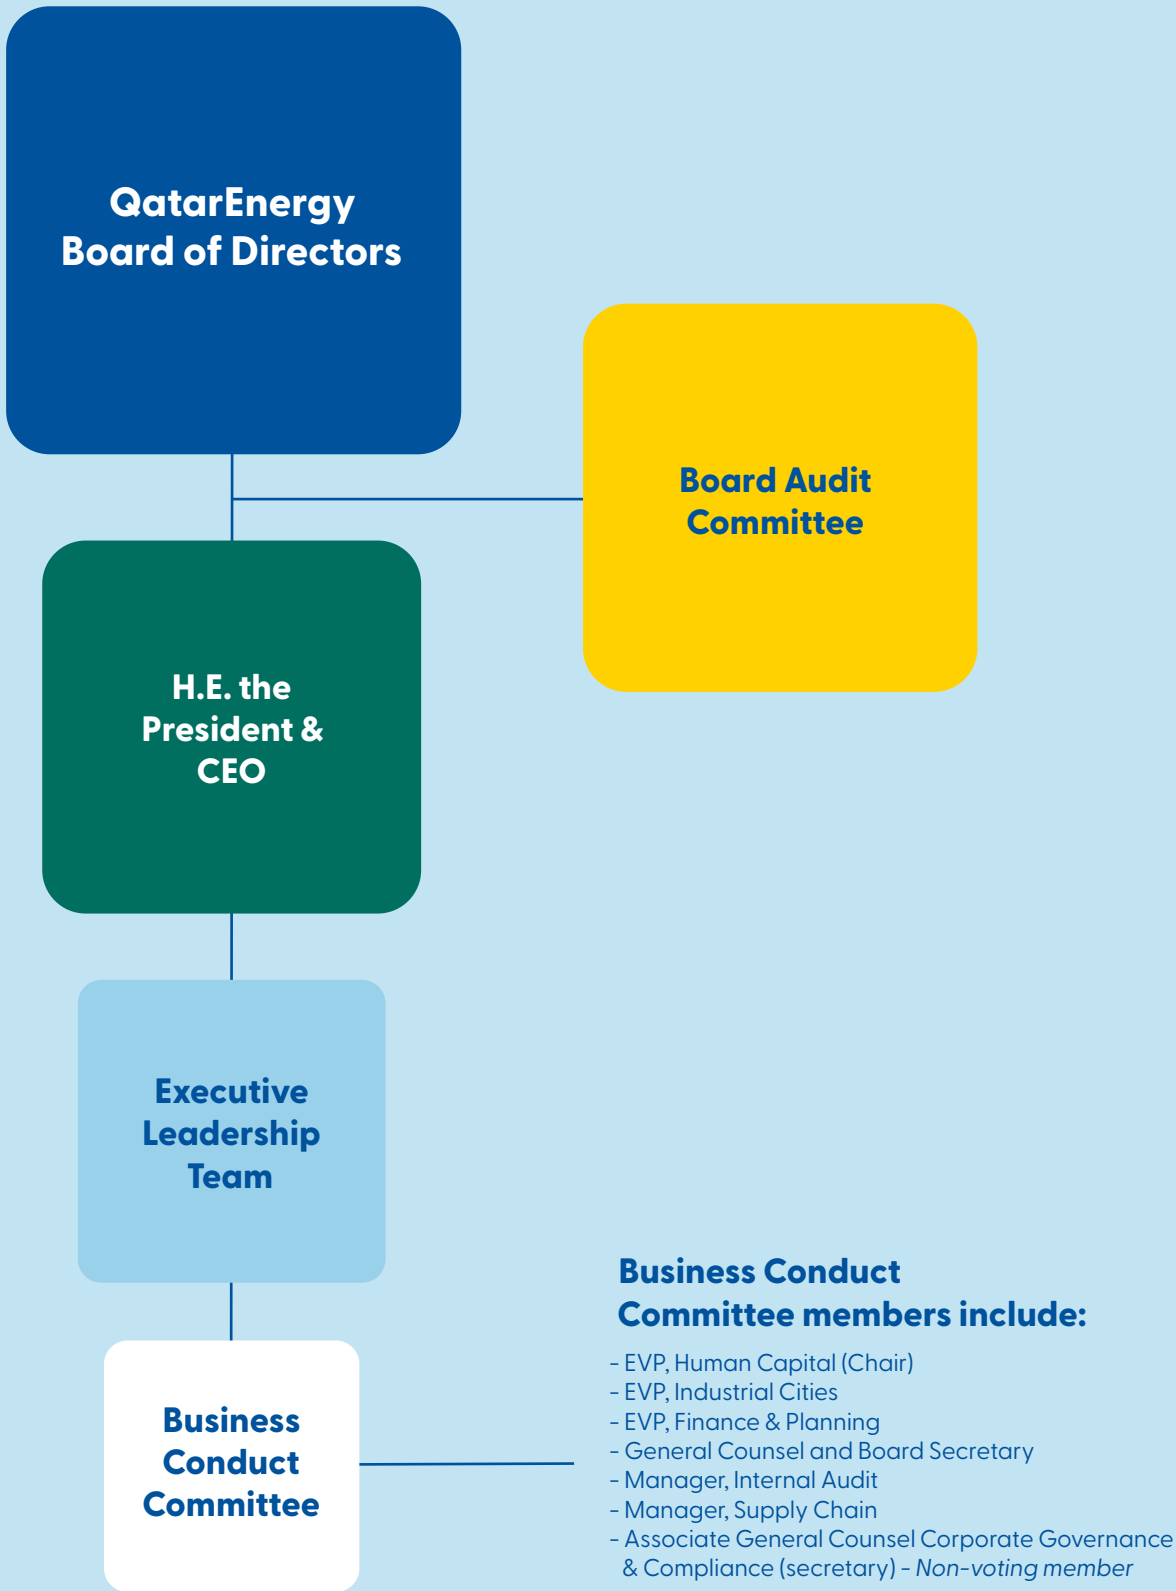 QatarEnergy
Board of Directors
Board Audit
Committee
H.E. the
President &
CEO
Executive
Leadership
Team
Business
Conduct
Committee
Business Conduct
Committee members include:
- EVP, Human Capital (Chair)
- EVP, Industrial Cities
- EVP, Finance & Planning
- General Counsel and Board Secretary
- Manager, Internal Audit
- Manager, Supply Chain
- Associate General Counsel Corporate Governance
& Compliance (secretary) - Non-voting member